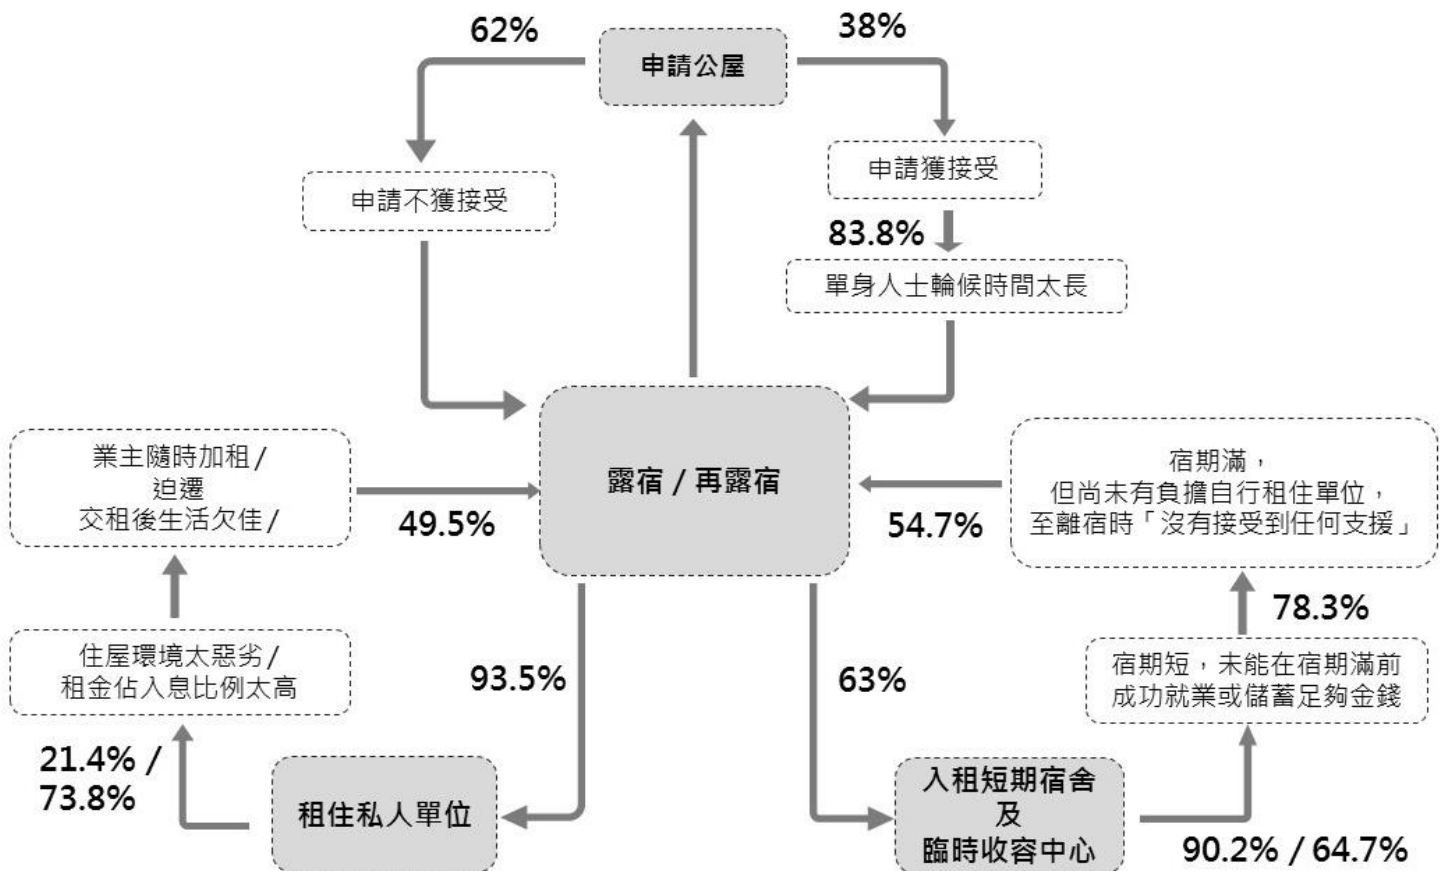 62%
申請公屋
38%
申請不獲接受
申請獲接受
83.8%
單身人士輪候時間太長
業主隨時加租/
迫遷
交租後生活欠佳/
49.5%
露宿 / 再露宿
54.7%
宿期滿，
但尚未有負擔自行租住單位，
至離宿時「沒有接受到任何支援」
住屋環境太惡劣/
租金佔入息比例太高
93.5%
63%
78.3%
宿期短，未能在宿期滿前
成功就業或儲蓄足夠金錢
21.4% /
73.8%
租住私人單位
入租短期宿舍
及
臨時收容中心
90.2% / 64.7%